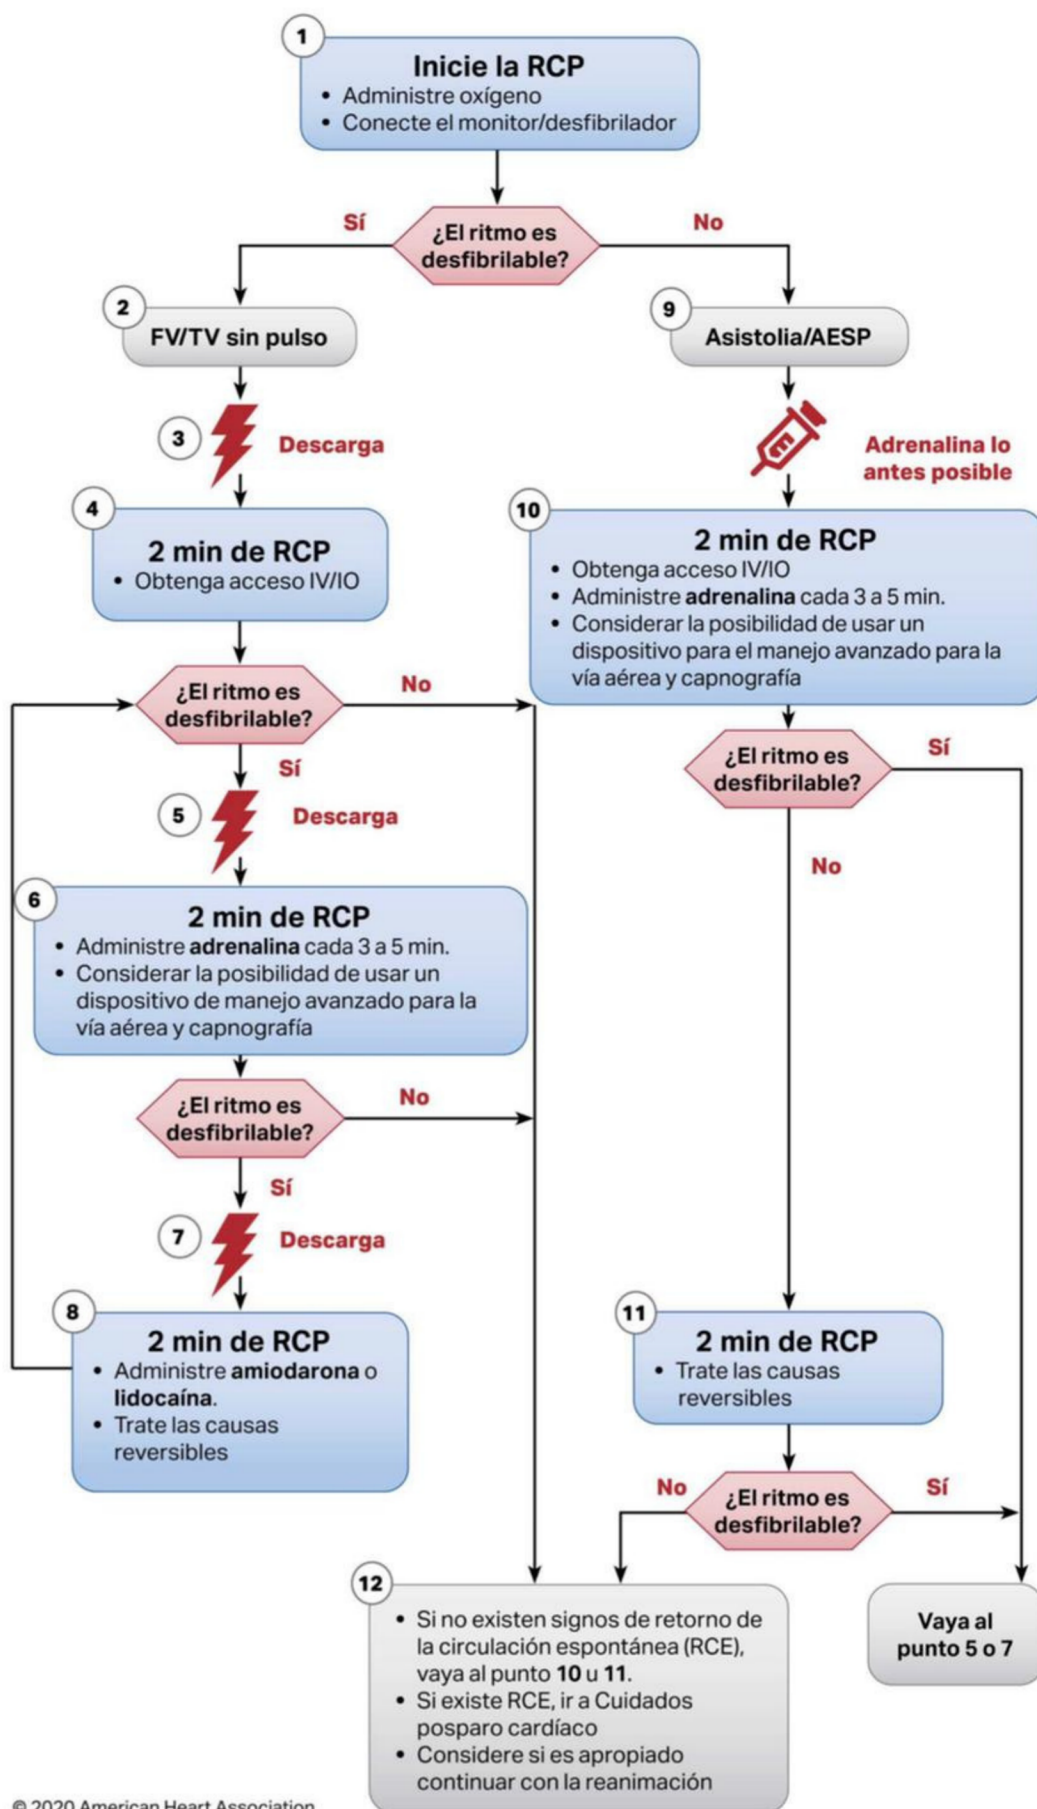 1
Inicie la RCP
• Administre oxígeno
• Conecte el monitor/desfibrilador
¿El ritmo es
desfibrilable?
Sí
No
2
FV/TV sin pulso
3
Descarga
4
2 min de RCP
• Obtenga acceso IV/IO
¿El ritmo es
desfibrilable?
No
Sí
5
Descarga
6
2 min de RCP
• Administre adrenalina cada 3 a 5 min.
• Considerar la posibilidad de usar un
dispositivo de manejo avanzado para la
vía aérea y capnografía
¿El ritmo es
desfibrilable?
No
Sí
7
Descarga
8
2 min de RCP
• Administre amiodarona o
lidocaína.
• Trate las causas
reversibles
9
Asistolia/AESP
Adrenalina lo
antes posible
10
2 min de RCP
• Obtenga acceso IV/IO
• Administre adrenalina cada 3 a 5 min.
• Considerar la posibilidad de usar un
dispositivo para el manejo avanzado para la
vía aérea y capnografía
¿El ritmo es
desfibrilable?
Sí
No
11
2 min de RCP
• Trate las causas
reversibles
¿El ritmo es
desfibrilable?
No
Sí
12
• Si no existen signos de retorno de
la circulación espontánea (RCE),
vaya al punto 10 u 11.
• Si existe RCE, ir a Cuidados
posparo cardíaco
• Considere si es apropiado
continuar con la reanimación
Vaya al
punto 5 o 7
© 2020 American Heart Association